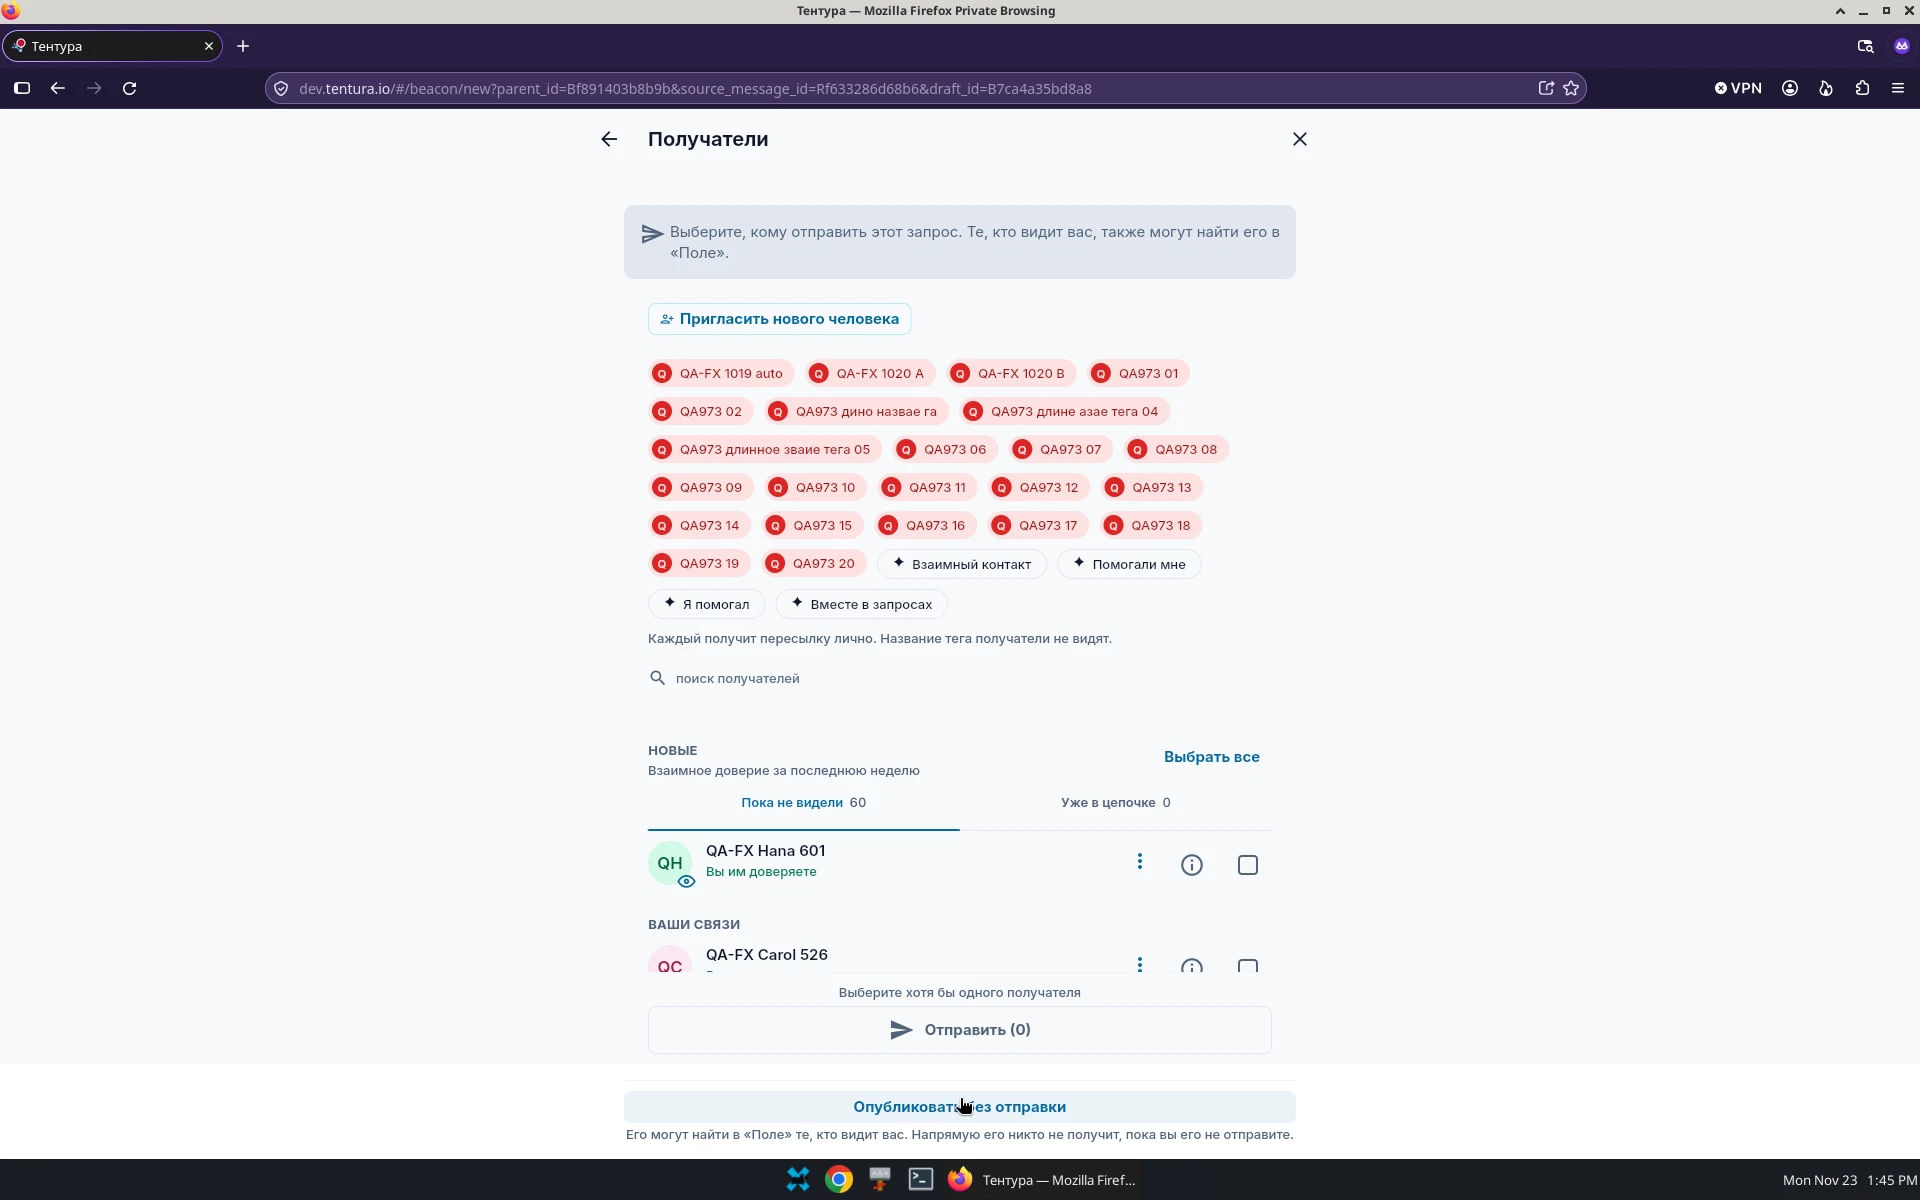 Тентура — Mozilla Firefox Private Browsing
Тентура
dev.tentura.io/#/beacon/new?parent_id=Bf891403b8b9b&source_message_id=Rf633286d68b6&draft_id=B7ca4a35bd8a8
VPN
Получатели
Выберите, кому отправить этот запрос. Те, кто видит вас, также могут найти его в
«Поле».
Пригласить нового человека
Q QA-FX 1019 auto Q QA-FX 1020 A Q QA-FX 1020 B Q QA973 01
Q QA973 02 Q QA973 дино назвае га Q QA973 длине азае тега 04
Q QA973 длинное зваие тега 05 Q QA973 06 Q QA973 07 Q QA973 08
Q QA973 09 Q QA973 10 Q QA973 11 Q QA973 12 Q QA973 13
Q QA973 14 Q QA973 15 Q QA973 16 Q QA973 17 Q QA973 18
Q QA973 19 Q QA973 20 Взаимный контакт Помогали мне
Я помогал Вместе в запросах
Каждый получит пересылку лично. Название тега получатели не видят.
поиск получателей
НОВЫЕ
Выбрать все
Взаимное доверие за последнюю неделю
Пока не видели 60 Уже в цепочке 0
QH QA-FX Hana 601
Вы им доверяете
ВАШИ СВЯЗИ
QC QA-FX Carol 526
Выберите хотя бы одного получателя
Отправить (0)
Опубликовать без отправки
Его могут найти в «Поле» те, кто видит вас. Напрямую его никто не получит, пока вы его не отправите.
Тентура — Mozilla Firef...
Mon Nov 23 1:45 PM